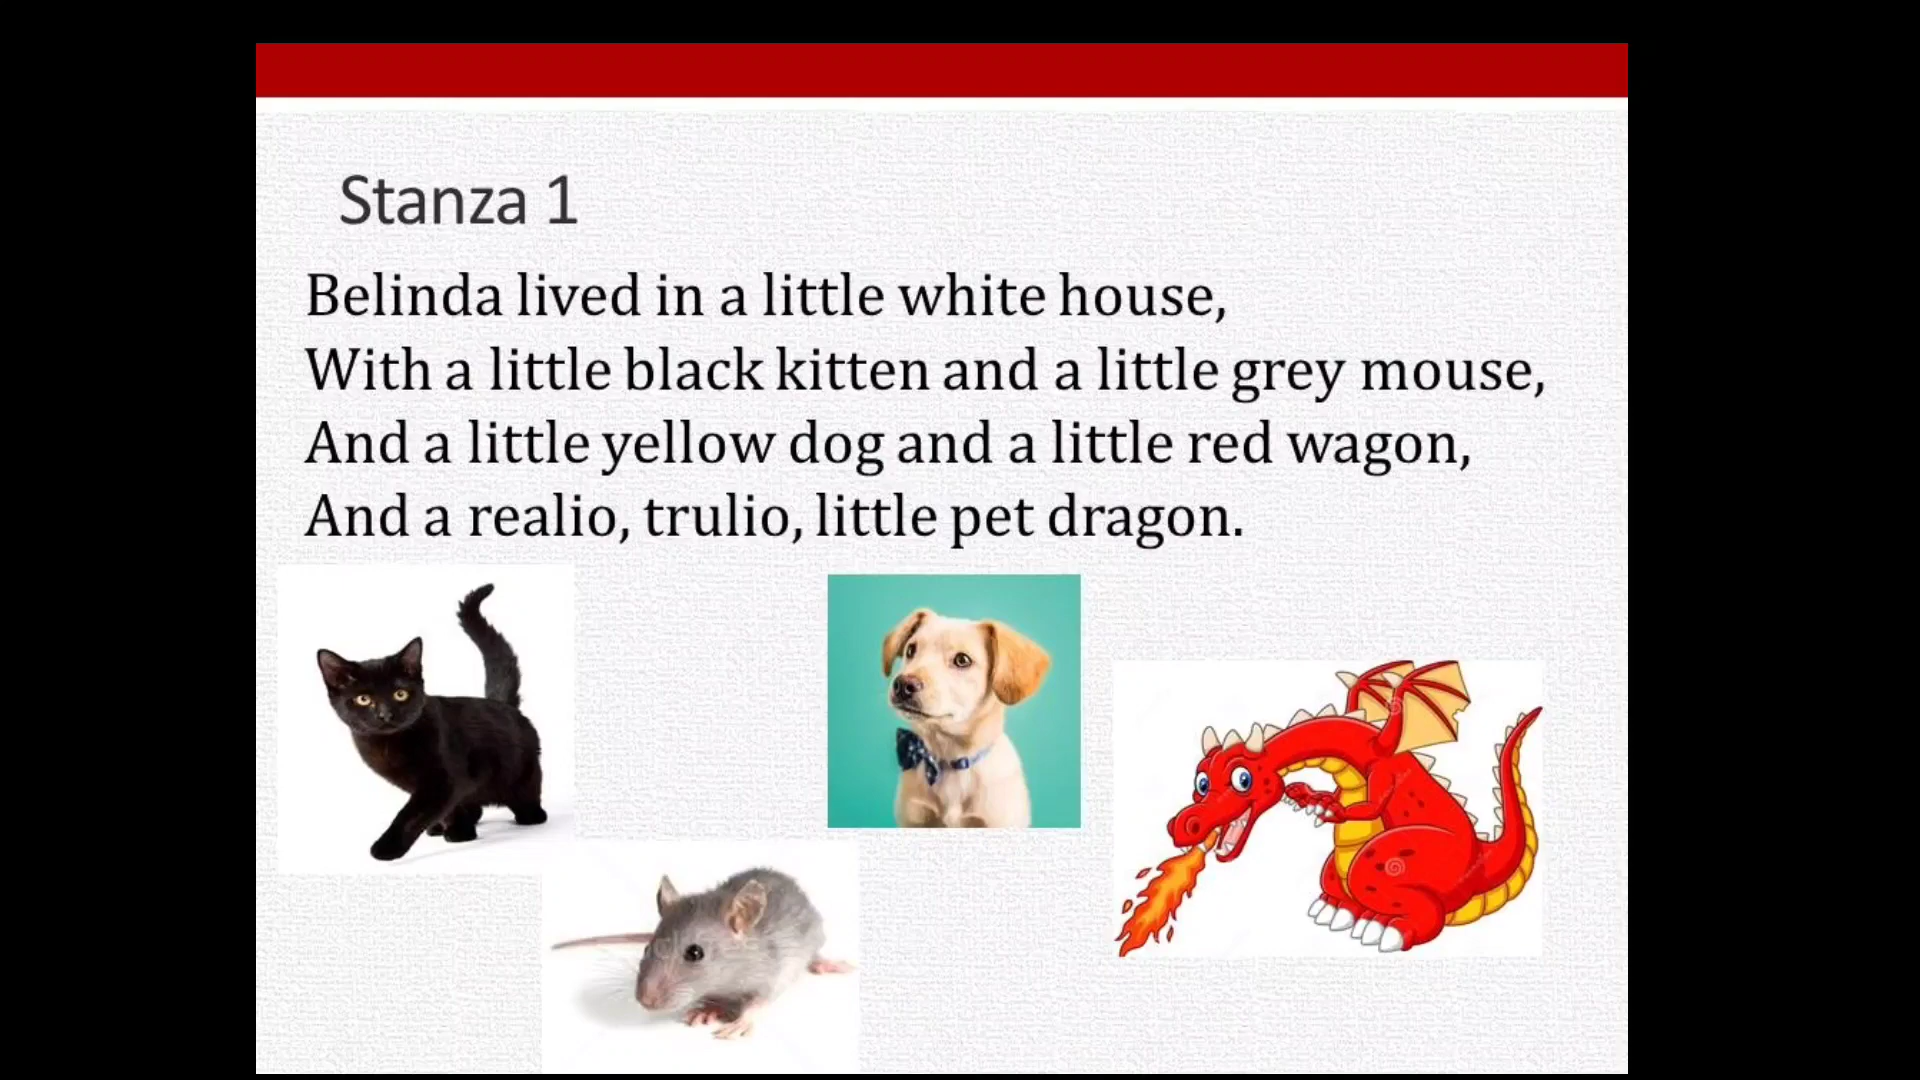 Stanza 1
Belinda lived in a little white house,
With a little black kitten and a little grey mouse,
And a little yellow dog and a little red wagon,
And a realio, trulio, little pet dragon.